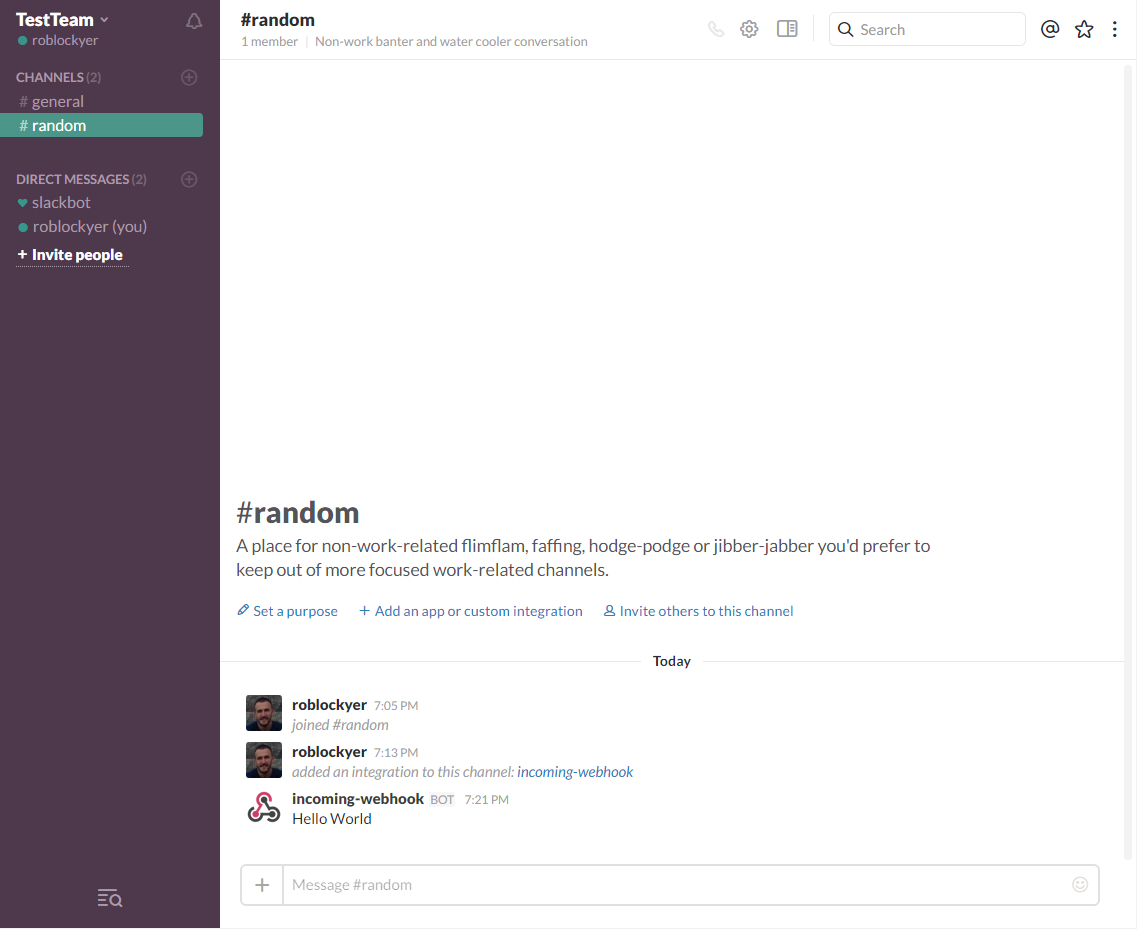 TestTeam
roblockyer
CHANNELS (2)
# general
# random
DIRECT MESSAGES (2)
slackbot
roblockyer (you)
+ Invite people
#random
1 member | Non-work banter and water cooler conversation
Search
#random
A place for non-work-related flimflam, faffing, hodge-podge or jibber-jabber you'd prefer to
keep out of more focused work-related channels.
Set a purpose + Add an app or custom integration Invite others to this channel
Today
roblockyer 7:05 PM
joined #random
roblockyer 7:13 PM
added an integration to this channel: incoming-webhook
incoming-webhook BOT 7:21 PM
Hello World
+ Message #random